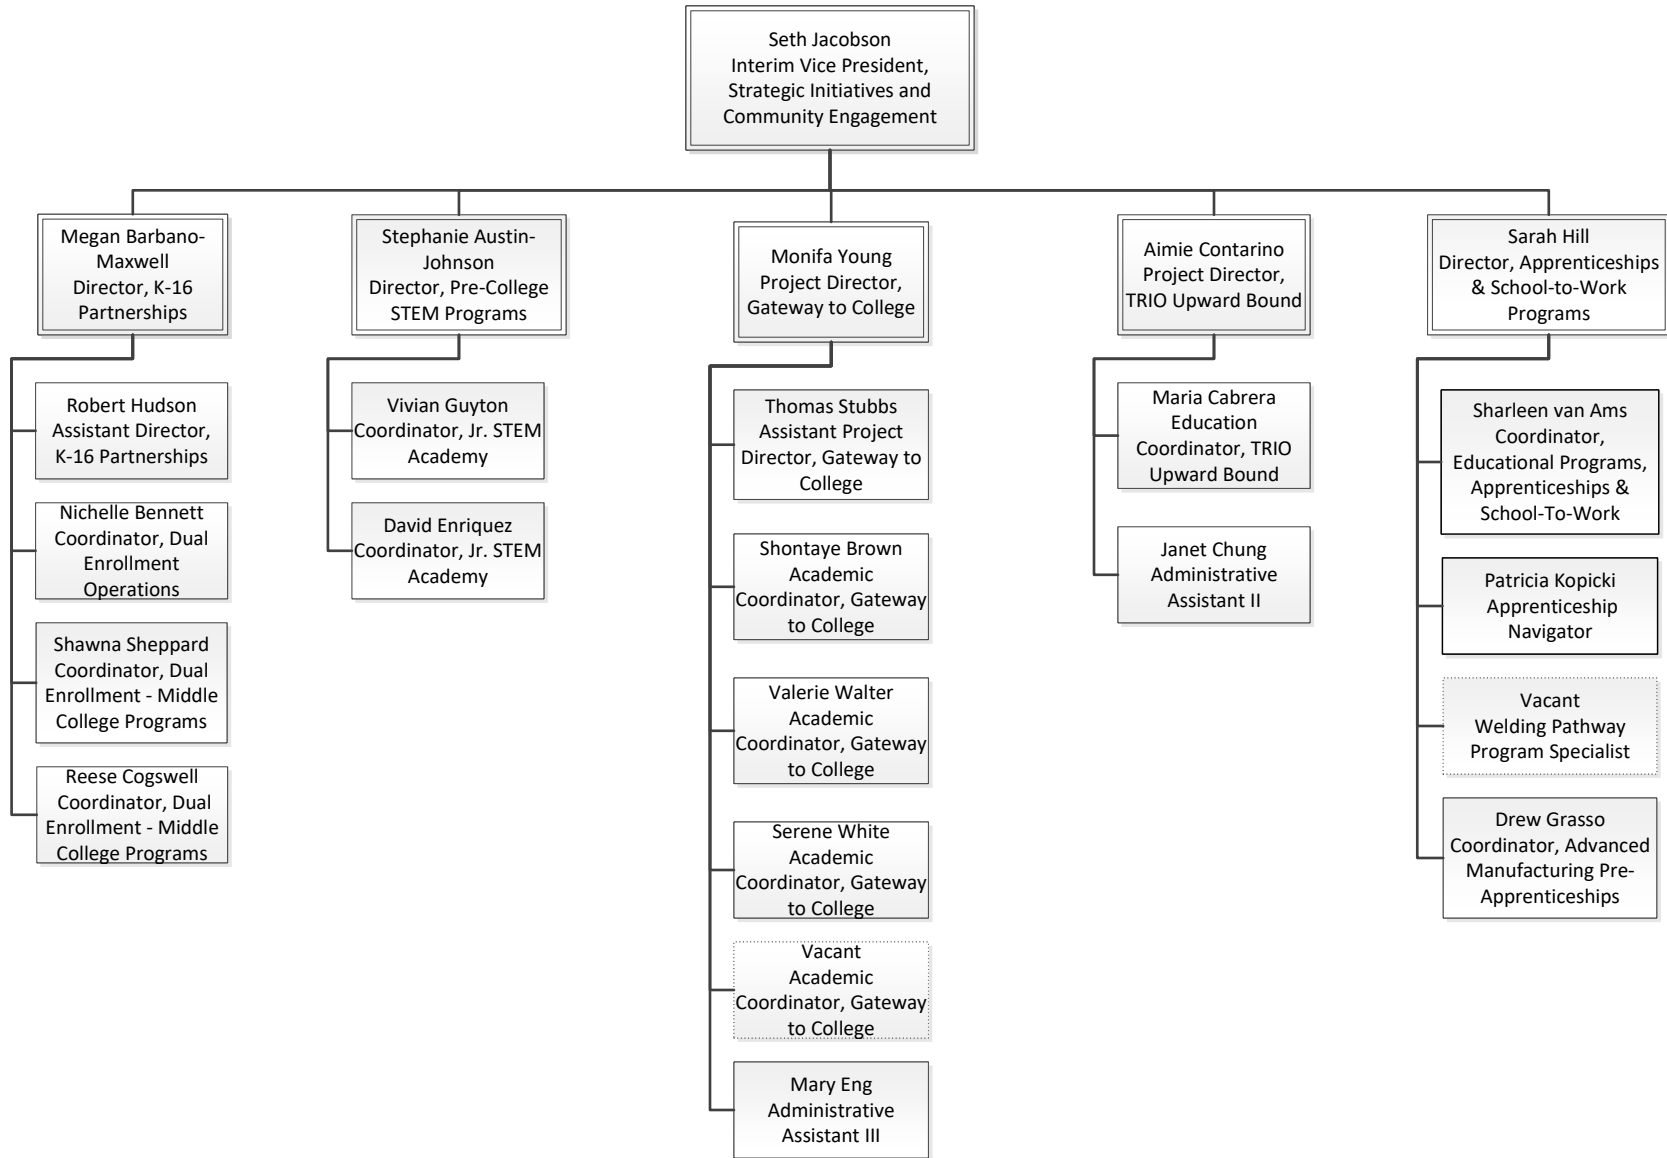 Seth Jacobson
Interim Vice President,
Strategic Initiatives and
Community Engagement
Megan Barbano-
Maxwell
Director, K-16
Partnerships
Robert Hudson
Assistant Director,
K-16 Partnerships
Nichelle Bennett
Coordinator, Dual
Enrollment
Operations
Shawna Sheppard
Coordinator, Dual
Enrollment - Middle
College Programs
Reese Cogswell
Coordinator, Dual
Enrollment - Middle
College Programs
Stephanie Austin-
Johnson
Director, Pre-College
STEM Programs
Vivian Guyton
Coordinator, Jr. STEM
Academy
David Enriquez
Coordinator, Jr. STEM
Academy
Monifa Young
Project Director,
Gateway to College
Thomas Stubbs
Assistant Project
Director, Gateway to
College
Shontaye Brown
Academic
Coordinator, Gateway
to College
Valerie Walter
Academic
Coordinator, Gateway
to College
Serene White
Academic
Coordinator, Gateway
to College
Vacant
Academic
Coordinator, Gateway
to College
Mary Eng
Administrative
Assistant III
Aimie Contarino
Project Director,
TRIO Upward Bound
Maria Cabrera
Education
Coordinator, TRIO
Upward Bound
Janet Chung
Administrative
Assistant II
Sarah Hill
Director, Apprenticeships
& School-to-Work
Programs
Sharleen van Ams
Coordinator,
Educational Programs,
Apprenticeships &
School-To-Work
Patricia Kopicki
Apprenticeship
Navigator
Vacant
Welding Pathway
Program Specialist
Drew Grasso
Coordinator, Advanced
Manufacturing Pre-
Apprenticeships